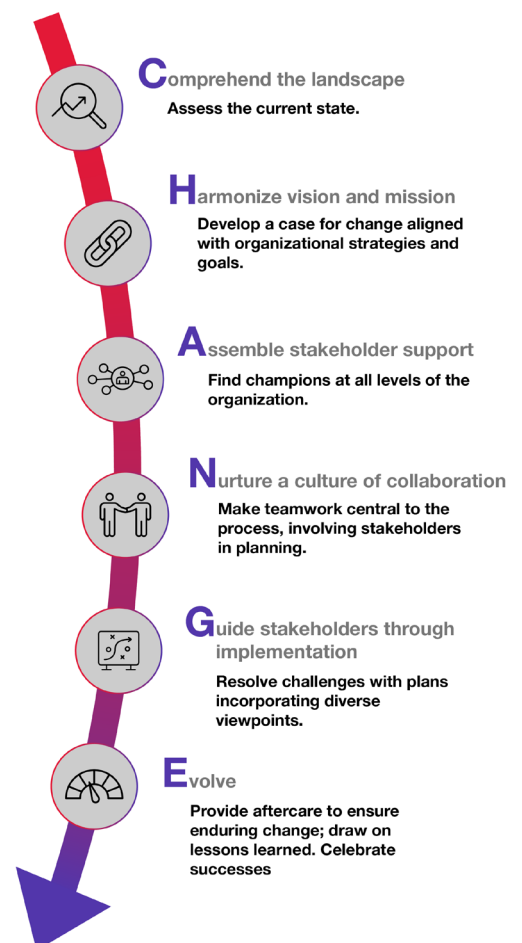 Comprehend the landscape
Assess the current state.
Harmonize vision and mission
Develop a case for change aligned
with organizational strategies and
goals.
Assemble stakeholder support
Find champions at all levels of the
organization.
Nurture a culture of collaboration
Make teamwork central to the
process, involving stakeholders
in planning.
Guide stakeholders through
implementation
Resolve challenges with plans
incorporating diverse
viewpoints.
Evolve
Provide aftercare to ensure
enduring change; draw on
lessons learned. Celebrate
successes